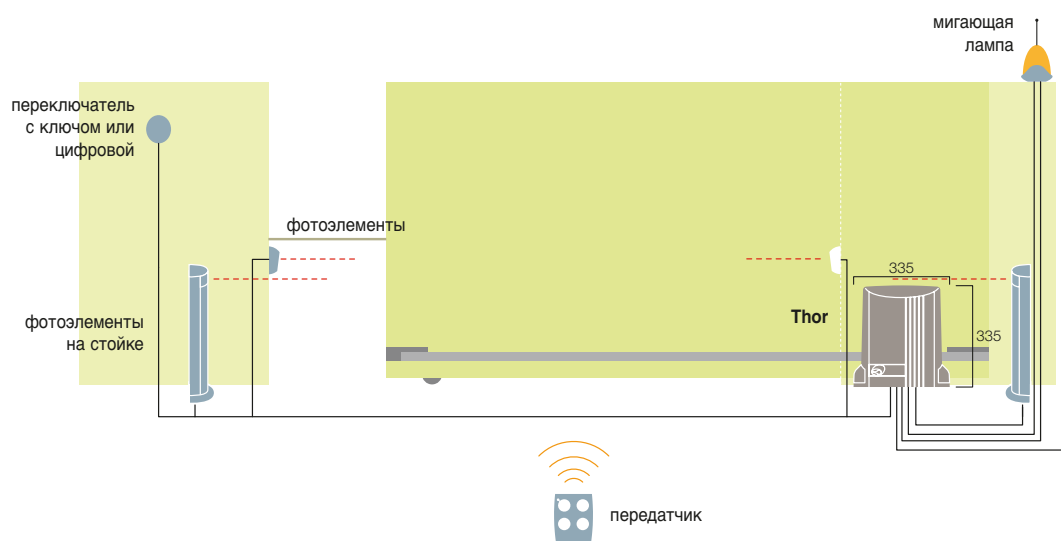 мигающая
лампа
переключатель
с ключом или
цифровой
фотоэлементы
335
Thor
335
фотоэлементы
на стойке
передатчик